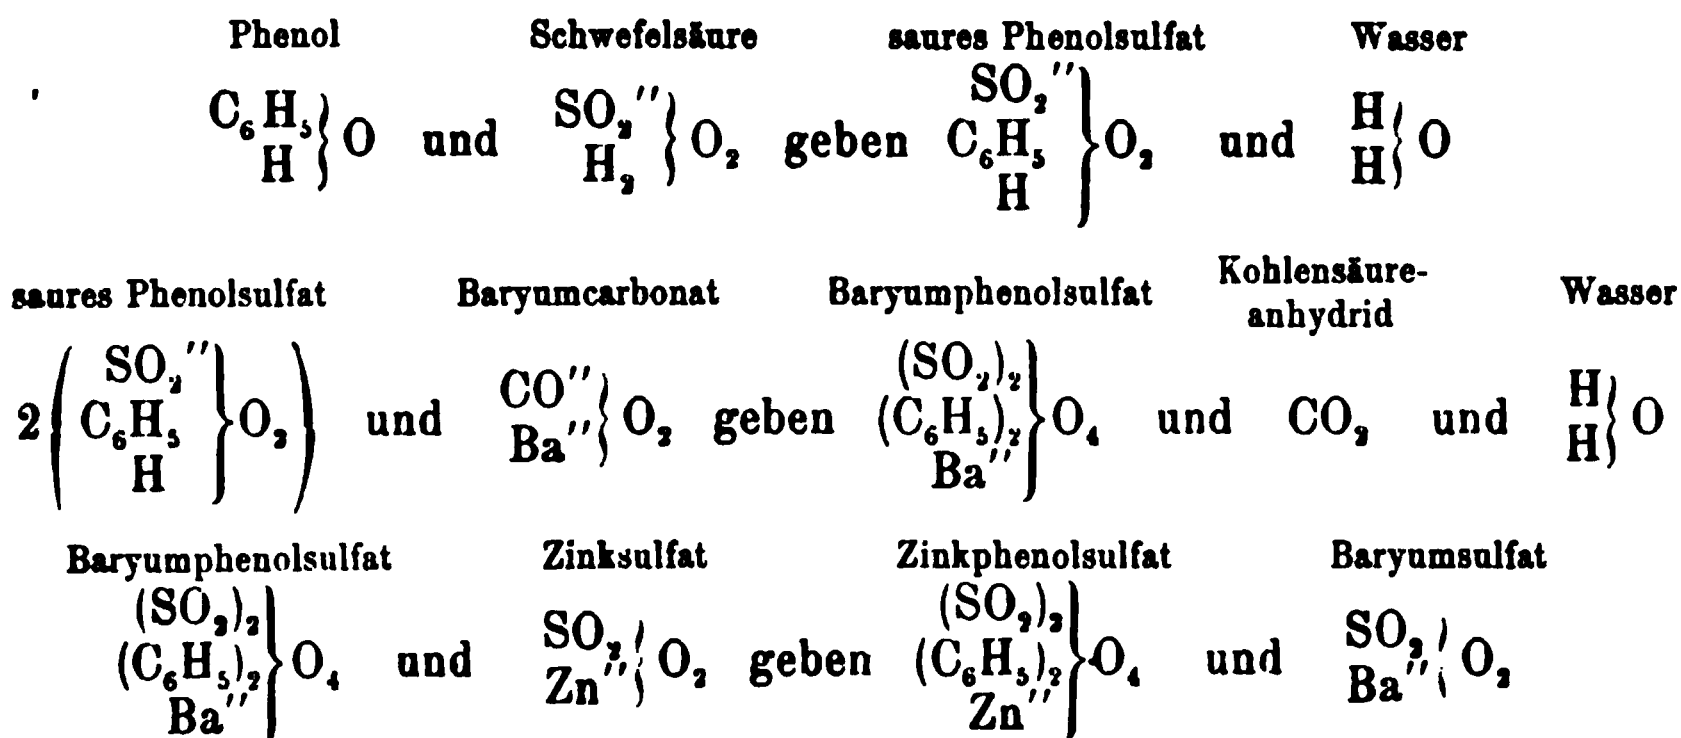 Phenol Schwefelsäure saures Phenolsulfat Wasser
C₆H₅ H } O und SO₂'' H₂ } O₂ geben SO₂'' C₆H₅ H } O₂ und H H } O
saures Phenolsulfat Baryumcarbonat Baryumphenolsulfat Kohlensäure-anhydrid Wasser
2 ( SO₂'' C₆H₅ H } O₂ ) und CO'' Ba'' } O₂ geben (SO₂)₂ (C₆H₅)₂ Ba'' } O₄ und CO₂ und H H } O
Baryumphenolsulfat Zinksulfat Zinkphenolsulfat Baryumsulfat
(SO₂)₂ (C₆H₅)₂ Ba'' } O₄ und SO₂ Zn'' } O₂ geben (SO₂)₂ (C₆H₅)₂ Zn'' } O₄ und SO₂ Ba'' } O₂